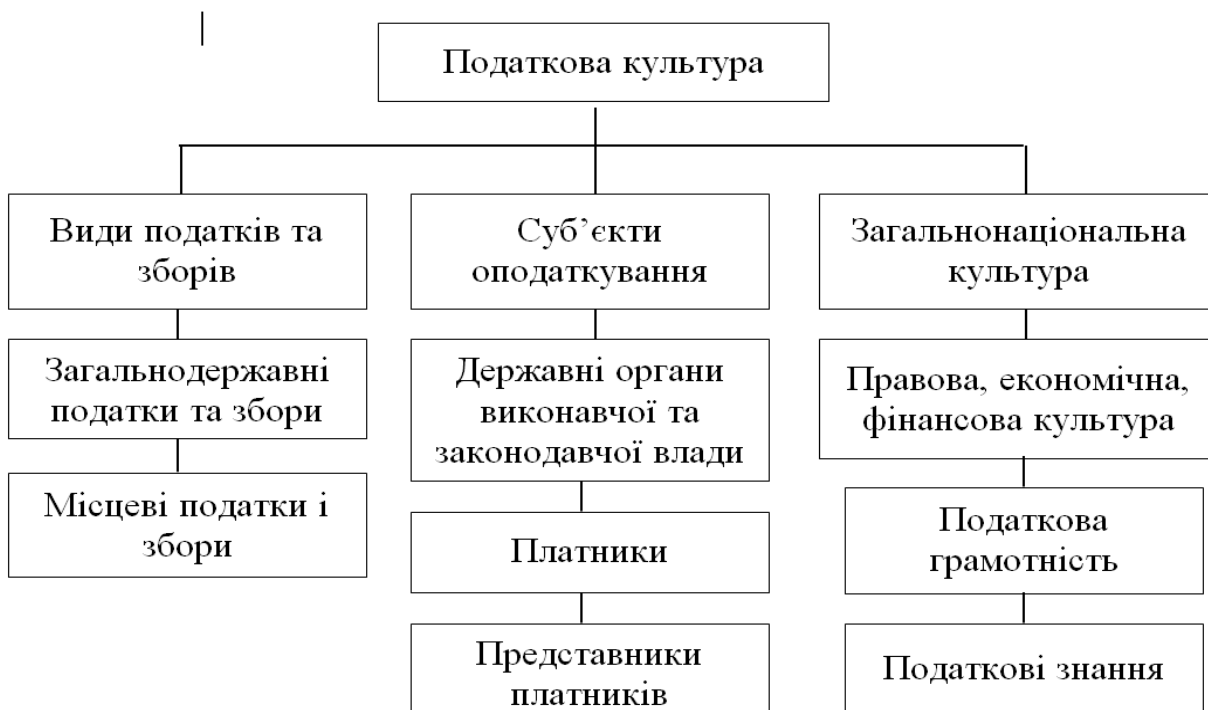 Податкова культура
Види податків та
зборів
Загальнодержавні
податки та збори
Місцеві податки і
збори
Суб’єкти
оподаткування
Державні органи
виконавчої та
законодавчої влади
Платники
Представники
платників
Загальнонаціональна
культура
Правова, економічна,
фінансова культура
Податкова
грамотність
Податкові знання